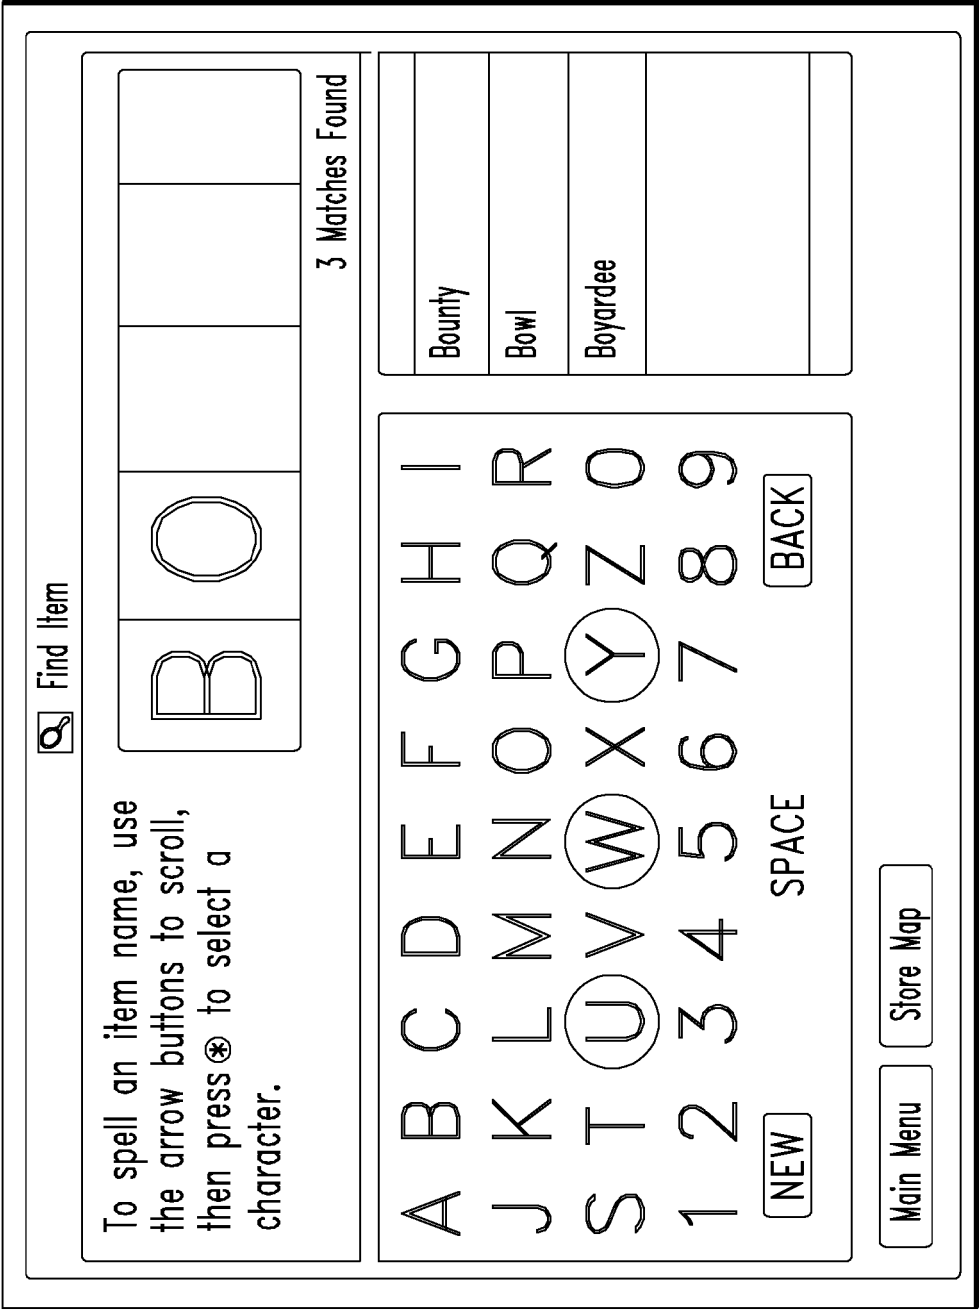 Find Item
To spell an item name, use
the arrow buttons to scroll,
then press ⊛ to select a
character.
B O
3 Matches Found
A B C D E F G H I
J K L M N O P Q R
S T U V W X Y Z 0
1 2 3 4 5 6 7 8 9
NEW SPACE BACK
Bounty
Bowl
Boyardee
Main Menu
Store Map